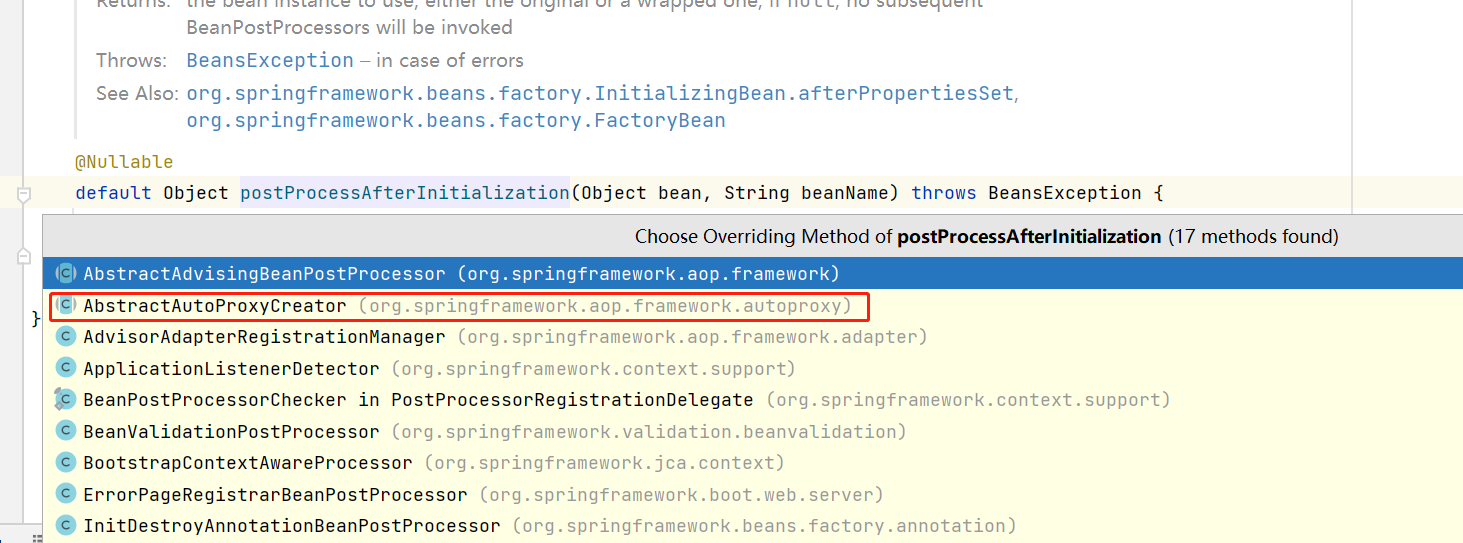 Returns: the bean instance to use, either the original or a wrapped one; if null, no subsequent
BeanPostProcessors will be invoked
Throws: BeansException – in case of errors
See Also: org.springframework.beans.factory.InitializingBean.afterPropertiesSet,
org.springframework.beans.factory.FactoryBean
@Nullable
default Object postProcessAfterInitialization(Object bean, String beanName) throws BeansException {
Choose Overriding Method of postProcessAfterInitialization (17 methods found)
C AbstractAdvisingBeanPostProcessor (org.springframework.aop.framework)
C AbstractAutoProxyCreator (org.springframework.aop.framework.autoproxy)
}
C AdvisorAdapterRegistrationManager (org.springframework.aop.framework.adapter)
C ApplicationListenerDetector (org.springframework.context.support)
C BeanPostProcessorChecker in PostProcessorRegistrationDelegate (org.springframework.context.support)
C BeanValidationPostProcessor (org.springframework.validation.beanvalidation)
C BootstrapContextAwareProcessor (org.springframework.jca.context)
C ErrorPageRegistrarBeanPostProcessor (org.springframework.boot.web.server)
C InitDestroyAnnotationBeanPostProcessor (org.springframework.beans.factory.annotation)